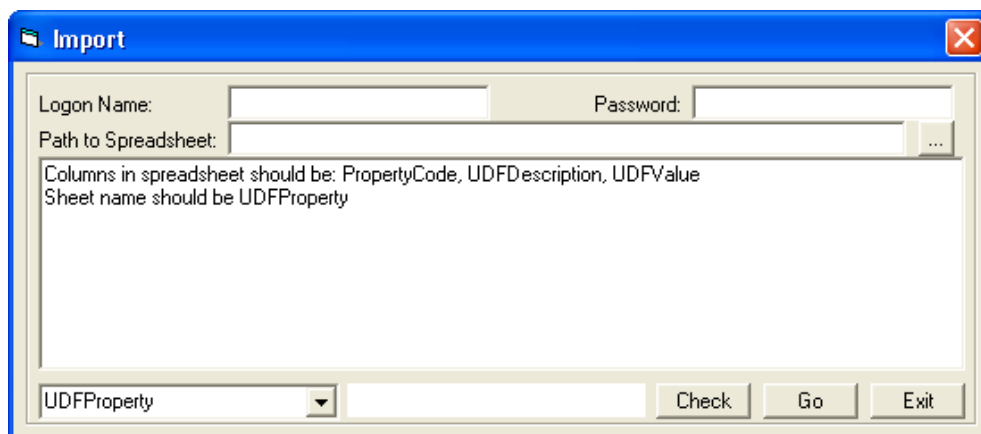 Import
Logon Name: Password:
Path to Spreadsheet: ...
Columns in spreadsheet should be: PropertyCode, UDFDescription, UDFValue
Sheet name should be UDFProperty
UDFProperty Check Go Exit